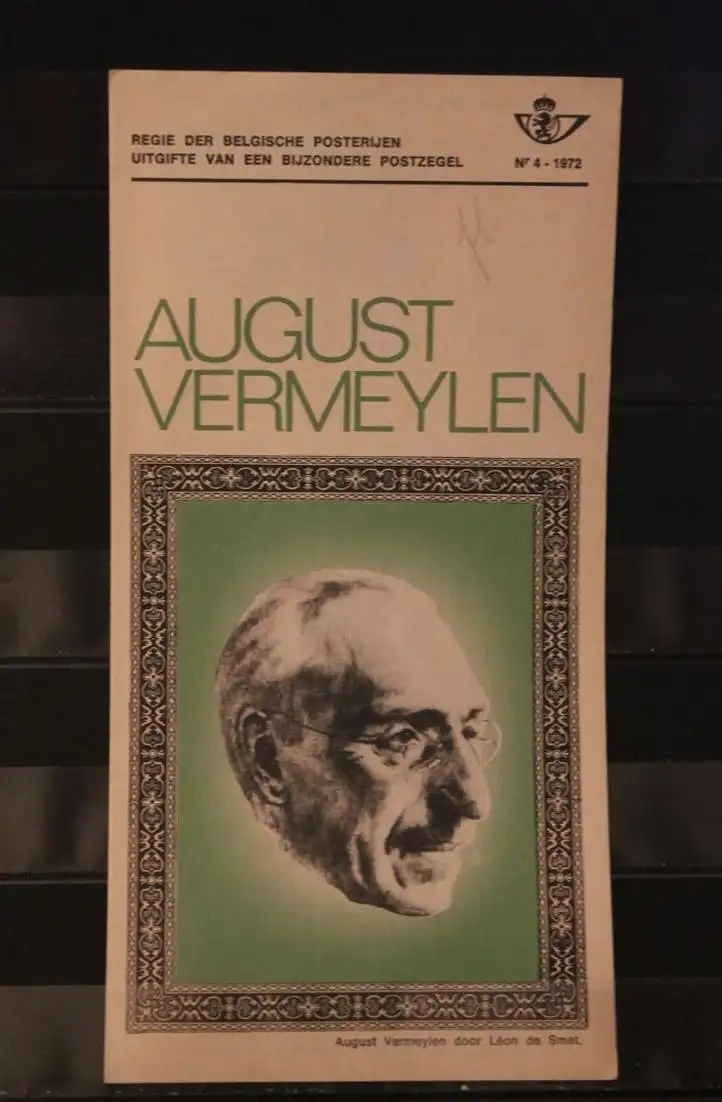 REGIE DER BELGISCHE POSTERIJEN
UITGIFTE VAN EEN BIJZONDERE POSTZEGEL
Nr 4 - 1972
AUGUST
VERMEYLEN
August Vermeylen door Léon de Smet.